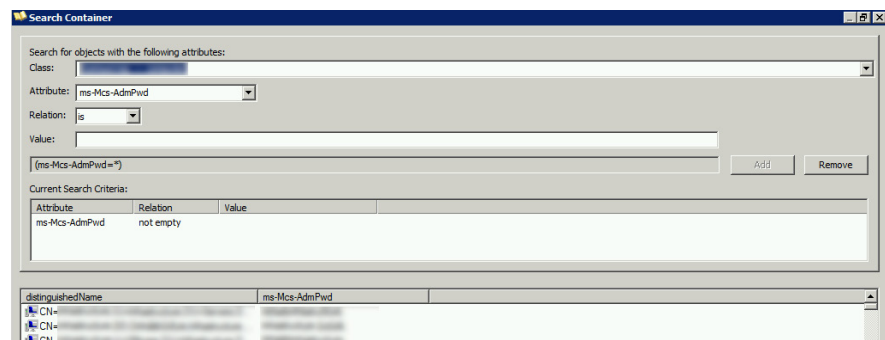 Search Container
Search for objects with the following attributes:
Class:
Attribute: ms-Mcs-AdmPwd
Relation: is
Value:
(ms-Mcs-AdmPwd=*) Add Remove
Current Search Criteria:
Attribute Relation Value
ms-Mcs-AdmPwd not empty
distinguishedName ms-Mcs-AdmPwd
CN=
CN=
CN=